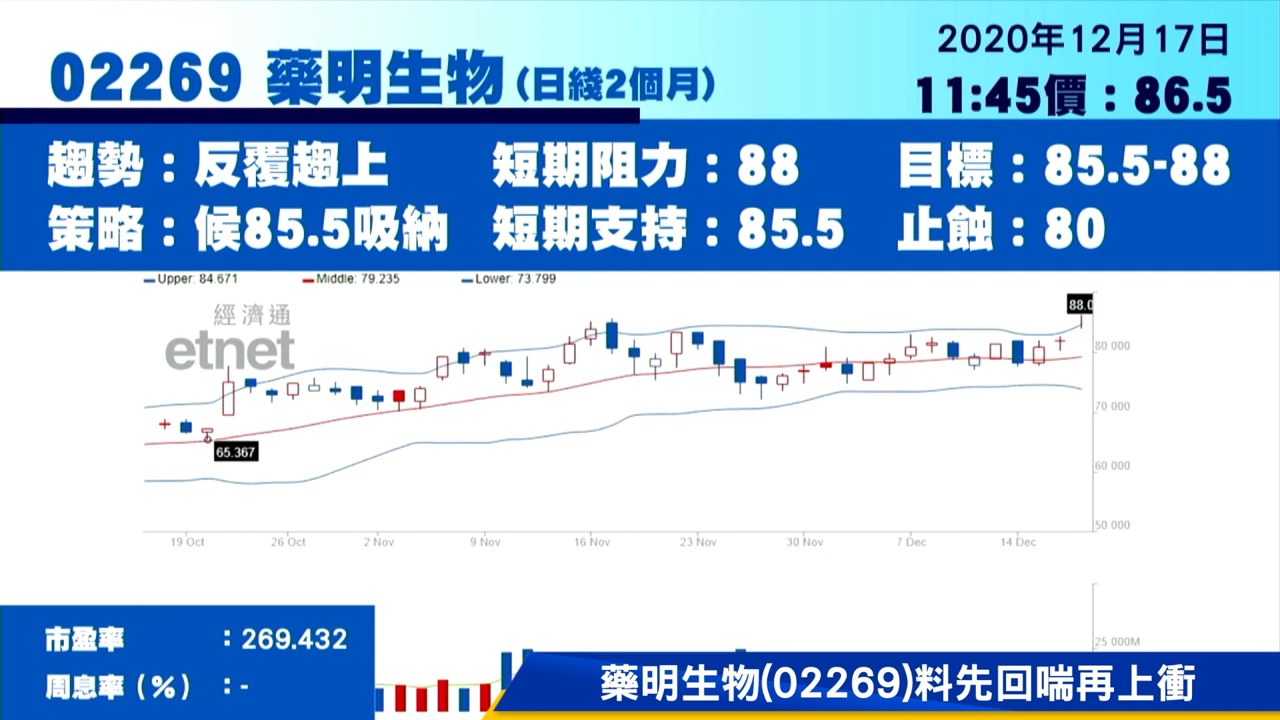 02269 藥明生物 (日綫2個月)
2020年12月17日
11:45價：86.5
趨勢：反覆趨上 短期阻力：88 目標：85.5-88
策略：候85.5吸納 短期支持：85.5 止蝕：80
Upper: 84.671 Middle: 79.235 Lower: 73.799
經濟通
etnet
88.0
80 000
70 000
65.367
60 000
50 000
19 Oct 26 Oct 2 Nov 9 Nov 16 Nov 23 Nov 30 Nov 7 Dec 14 Dec
25 000M
市盈率 ：269.432
周息率（%） ：-
藥明生物(02269)料先回喘再上衝